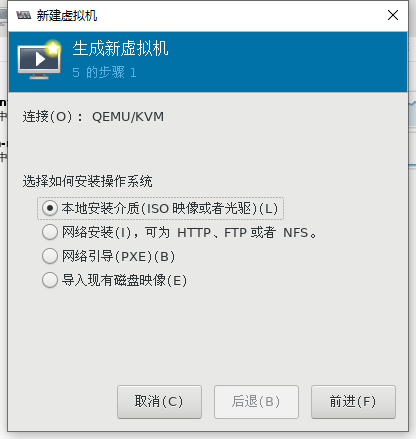 新建虚拟机
生成新虚拟机
5 的步骤 1
连接(O)： QEMU/KVM
选择如何安装操作系统
本地安装介质(ISO 映像或者光驱)(L)
网络安装(I)，可为 HTTP、FTP 或者 NFS。
网络引导(PXE)(B)
导入现有磁盘映像(E)
取消(C) 后退(B) 前进(F)